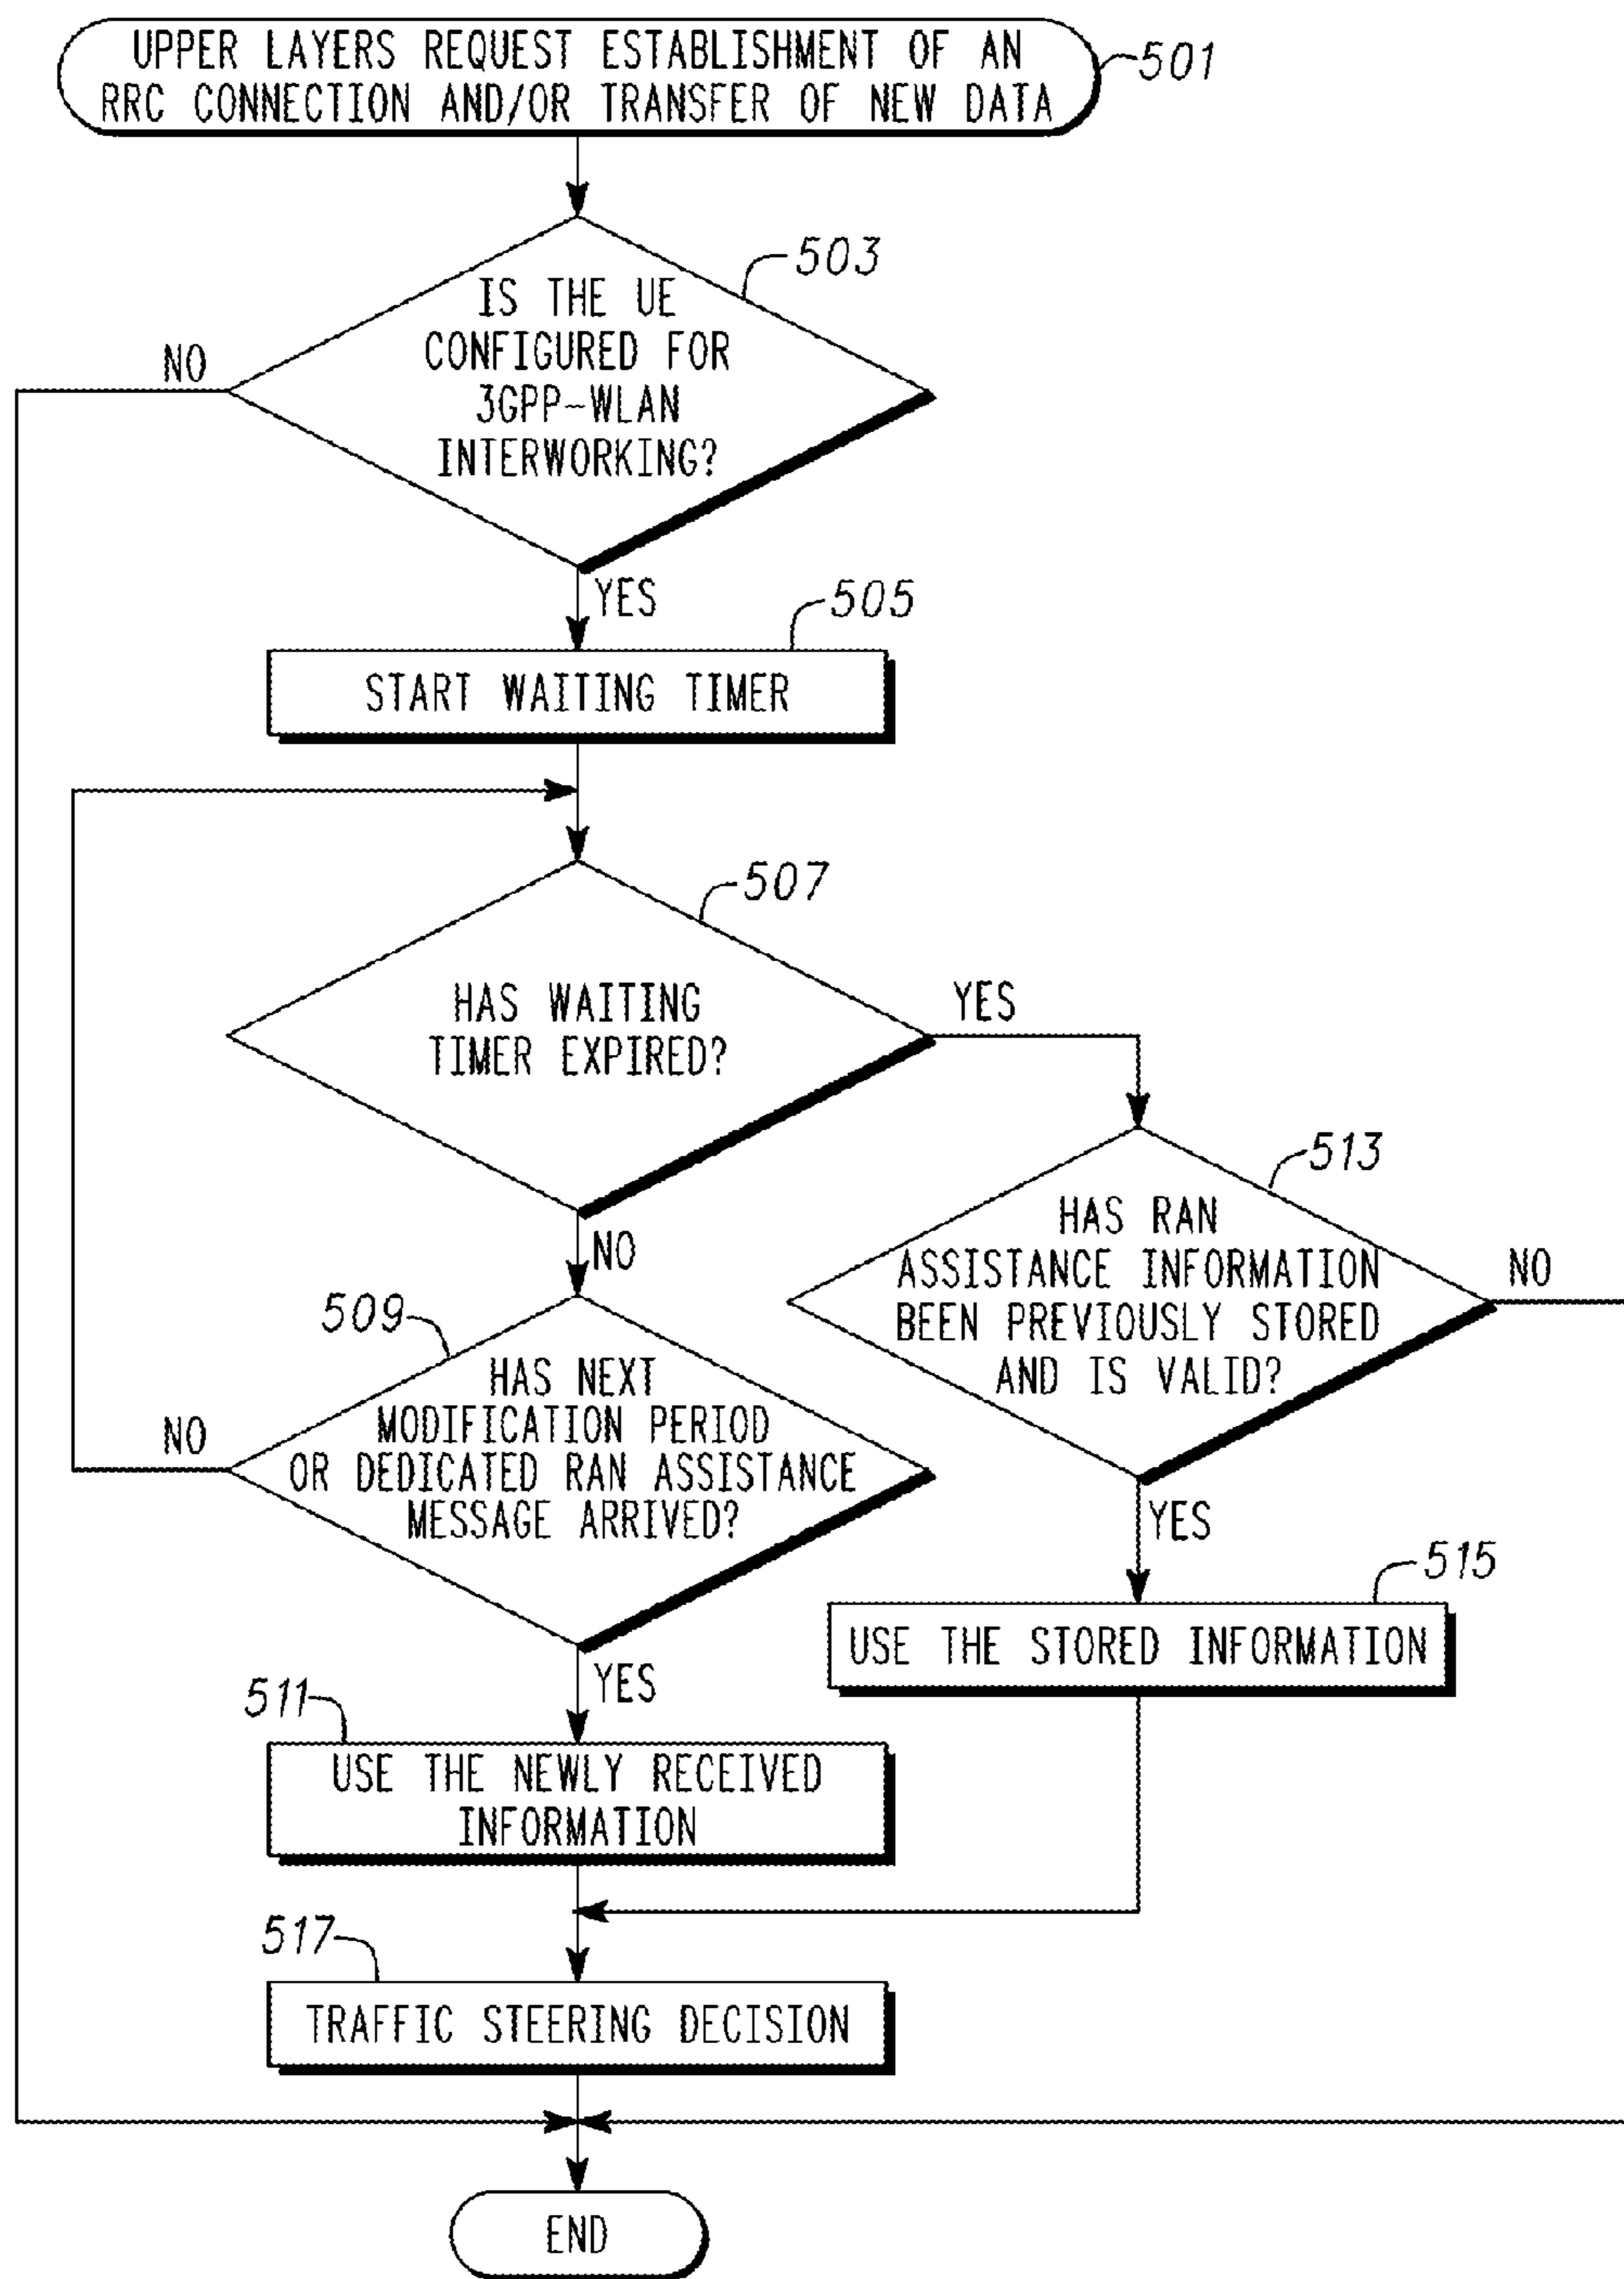 UPPER LAYERS REQUEST ESTABLISHMENT OF AN
RRC CONNECTION AND/OR TRANSFER OF NEW DATA
501
503
IS THE UE
CONFIGURED FOR
3GPP-WLAN
INTERWORKING?
NO
YES
505
START WAITING TIMER
507
HAS WAITING
TIMER EXPIRED?
YES
NO
513
HAS RAN
ASSISTANCE INFORMATION
BEEN PREVIOUSLY STORED
AND IS VALID?
NO
YES
509
HAS NEXT
MODIFICATION PERIOD
OR DEDICATED RAN ASSISTANCE
MESSAGE ARRIVED?
NO
YES
515
USE THE STORED INFORMATION
511
USE THE NEWLY RECEIVED
INFORMATION
517
TRAFFIC STEERING DECISION
END